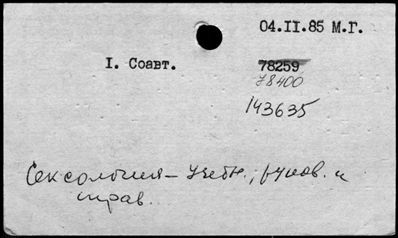 04.II.85 М.Г.
I. Соавт.
78259
78400
143635
Сексология – учебн., руков. и
справ.